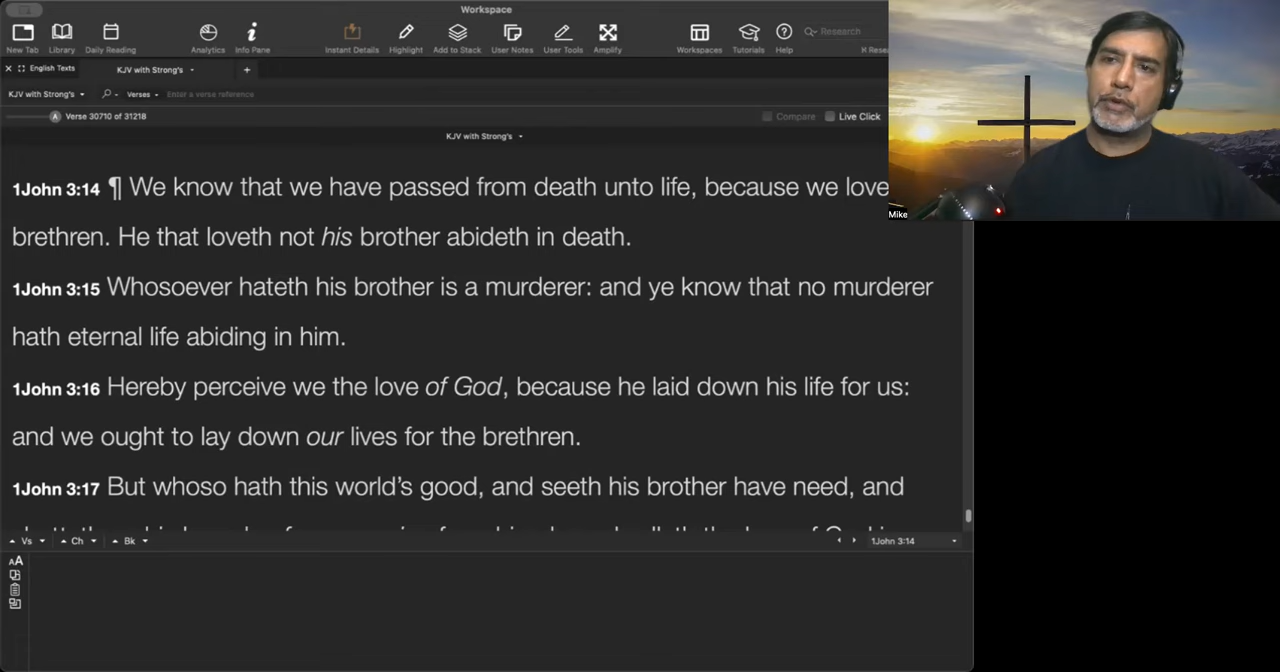 Workspace
New Tab Library Daily Reading Analytics Info Pane Instant Details Highlight Add to Stack User Notes User Tools Amplify Workspaces Tutorials Help Research
English Texts KJV with Strong's +
KJV with Strong's Verses Enter a verse reference
A Verse 30710 of 31218 Compare Live Click
KJV with Strong's
1John 3:14 ¶ We know that we have passed from death unto life, because we love
brethren. He that loveth not his brother abideth in death.
1John 3:15 Whosoever hateth his brother is a murderer: and ye know that no murderer
hath eternal life abiding in him.
1John 3:16 Hereby perceive we the love of God, because he laid down his life for us:
and we ought to lay down our lives for the brethren.
1John 3:17 But whoso hath this world's good, and seeth his brother have need, and
Vs Ch Bk 1John 3:14
AA
Mike